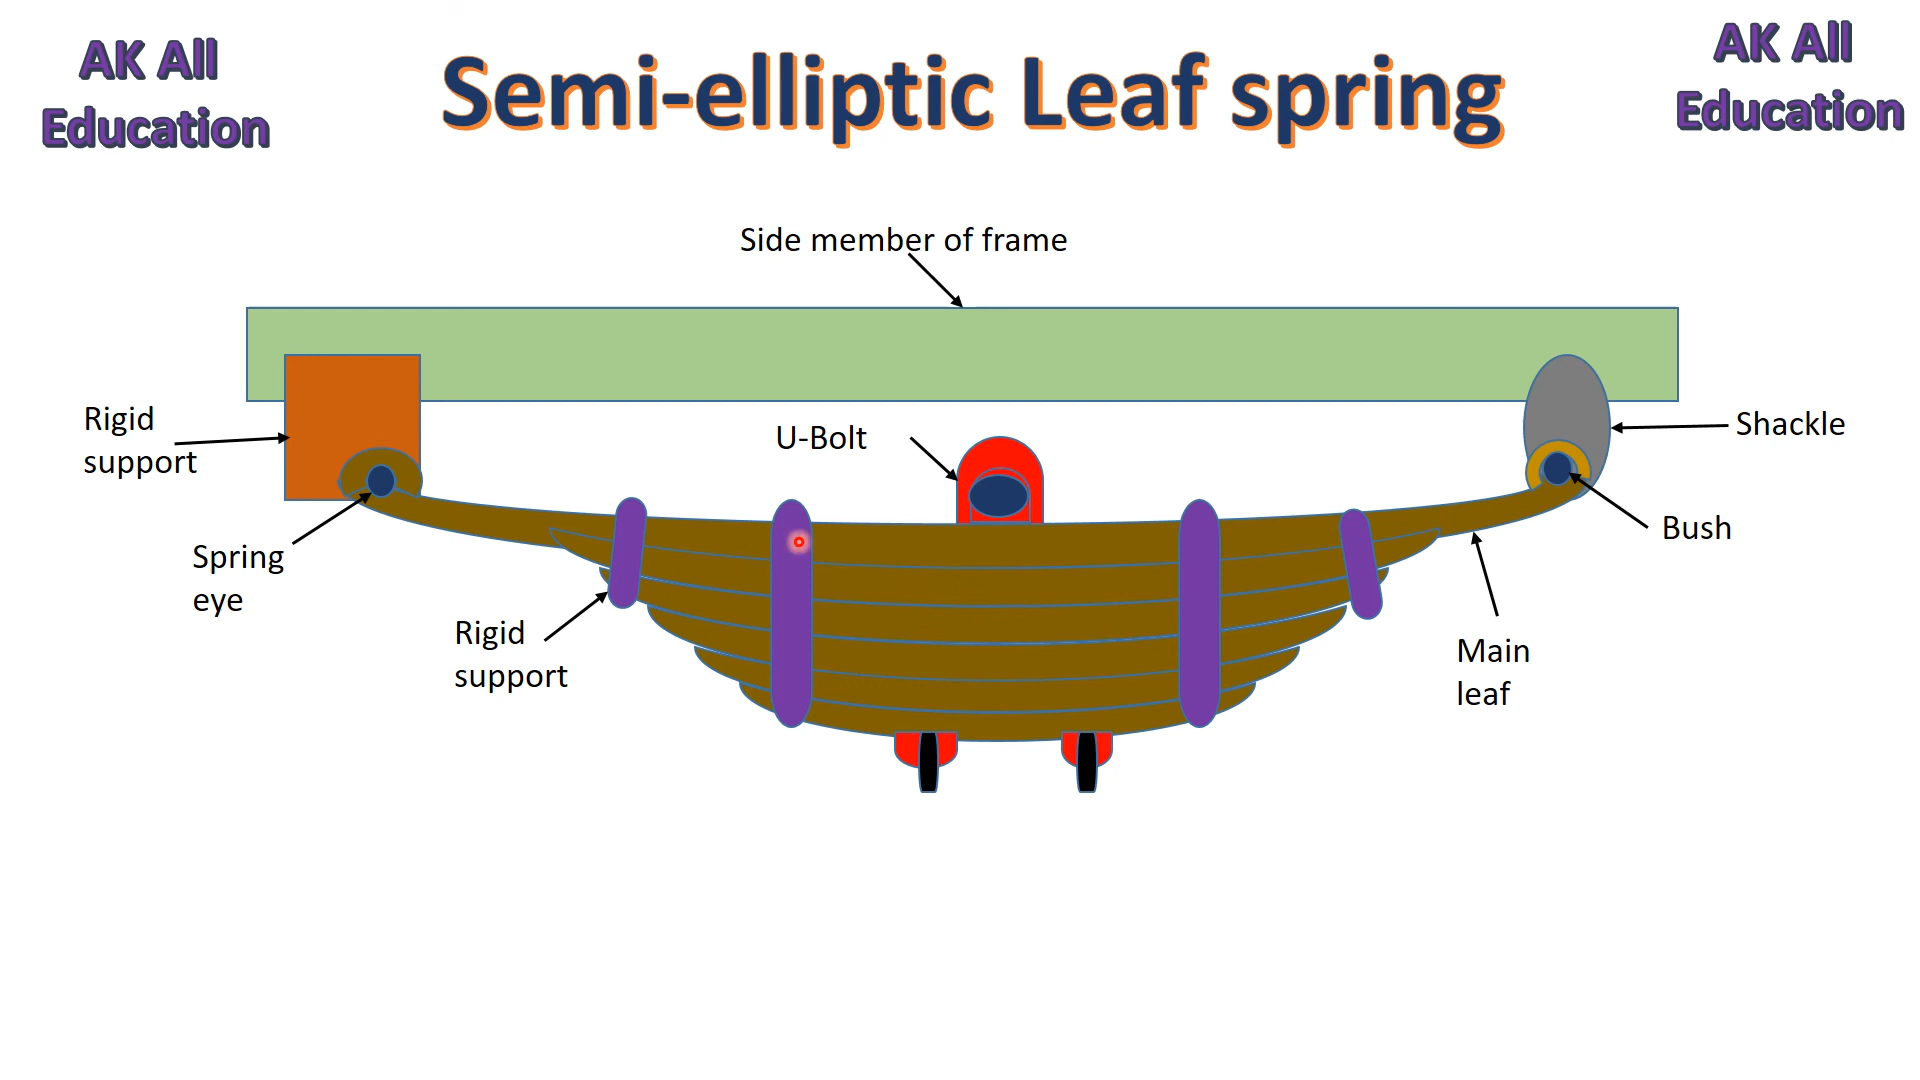 AK All
Education
Semi-elliptic Leaf spring
AK All
Education
Side member of frame
Rigid
support
U-Bolt
Shackle
Spring
eye
Bush
Rigid
support
Main
leaf